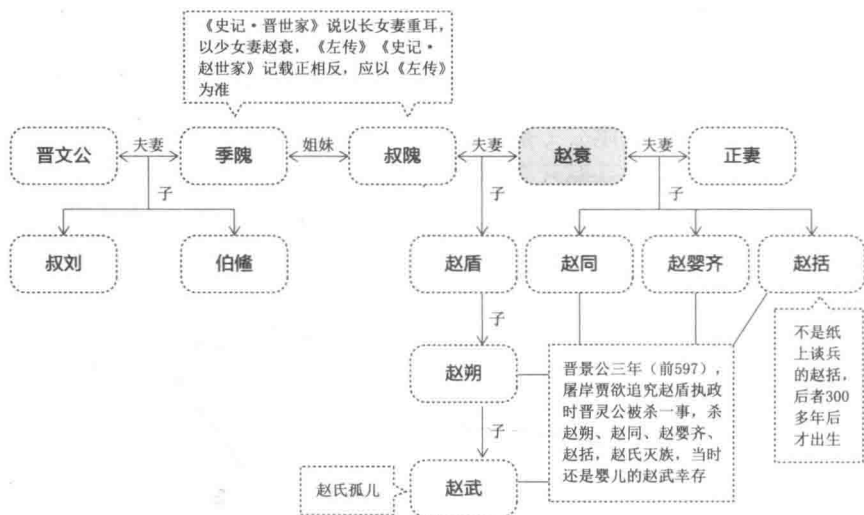 《史记·晋世家》说以长女妻重耳，
以少女妻赵衰，《左传》《史记·
赵世家》记载正相反，应以《左传》
为准
晋文公
夫妻
季隗
姐妹
叔隗
夫妻
赵衰
夫妻
正妻
子
子
子
叔刘
伯鯈
赵盾
赵同
赵婴齐
赵括
子
赵朔
晋景公三年（前597），
屠岸贾欲追究赵盾执政
时晋灵公被杀一事，杀
赵朔、赵同、赵婴齐、
赵括，赵氏灭族，当时
还是婴儿的赵武幸存
不是纸
上谈兵
的赵括，
后者300
多年后
才出生
子
赵氏孤儿
赵武